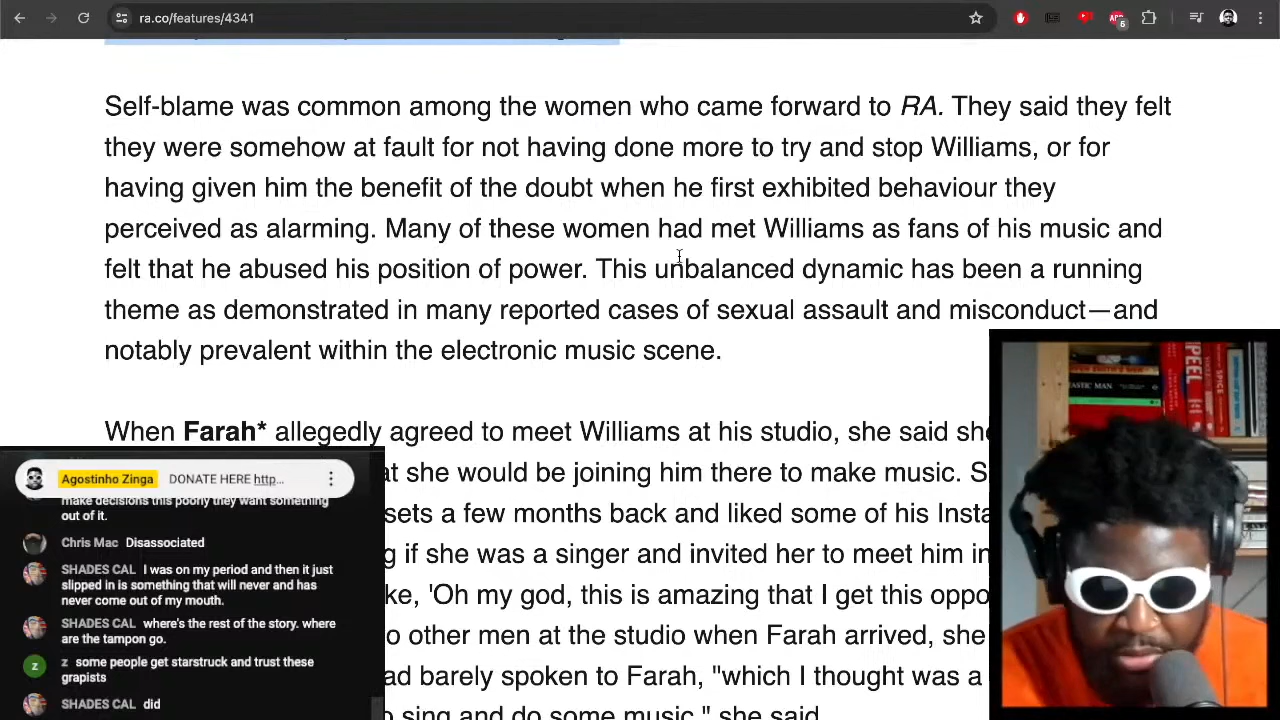 ra.co/features/4341
Self-blame was common among the women who came forward to RA. They said they felt
they were somehow at fault for not having done more to try and stop Williams, or for
having given him the benefit of the doubt when he first exhibited behaviour they
perceived as alarming. Many of these women had met Williams as fans of his music and
felt that he abused his position of power. This unbalanced dynamic has been a running
theme as demonstrated in many reported cases of sexual assault and misconduct—and
notably prevalent within the electronic music scene.
When Farah* allegedly agreed to meet Williams at his studio, she said she
at she would be joining him there to make music. S
sets a few months back and liked some of his Insta
g if she was a singer and invited her to meet him in
ke, 'Oh my god, this is amazing that I get this oppo
o other men at the studio when Farah arrived, she
ad barely spoken to Farah, "which I thought was a
o sing and do some music," she said.
Agostinho Zinga DONATE HERE http...
make decisions this poorly they want something
out of it.
Chris Mac Disassociated
SHADES CAL I was on my period and then it just
slipped in is something that will never and has
never come out of my mouth.
SHADES CAL where's the rest of the story. where
are the tampon go.
z some people get starstruck and trust these
grapists
SHADES CAL did
PEEL
SPICE
ASTIC MAN